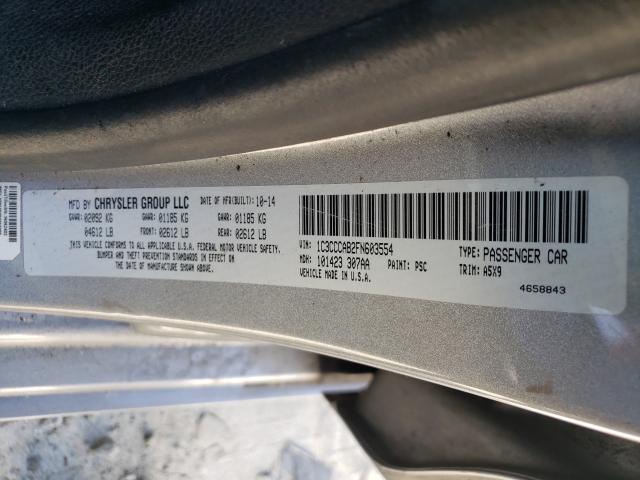 MFD BY CHRYSLER GROUP LLC DATE OF MFR(BUILT): 10-14
GVWR: 02092 KG GAWR: 01185 KG GAWR: 01185 KG
04612 LB FRONT: 02612 LB REAR: 02612 LB
THIS VEHICLE CONFORMS TO ALL APPLICABLE U.S.A. FEDERAL MOTOR VEHICLE SAFETY,
BUMPER AND THEFT PREVENTION STANDARDS IN EFFECT ON
THE DATE OF MANUFACTURE SHOWN ABOVE.
VIN: 1C3CCCAB2FN603554 TYPE: PASSENGER CAR
MDH: 101423 307AA PAINT: PSC TRIM: A5X9
VEHICLE MADE IN U.S.A.
4658843